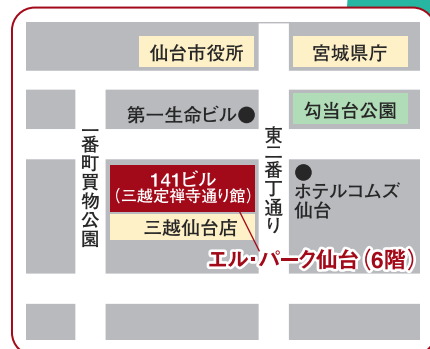 仙台市役所
宮城県庁
第一生命ビル
勾当台公園
一番町買物公園
東二番丁通り
141ビル
(三越定禅寺通り館)
ホテルコムズ
仙台
三越仙台店
エル・パーク仙台(6階)